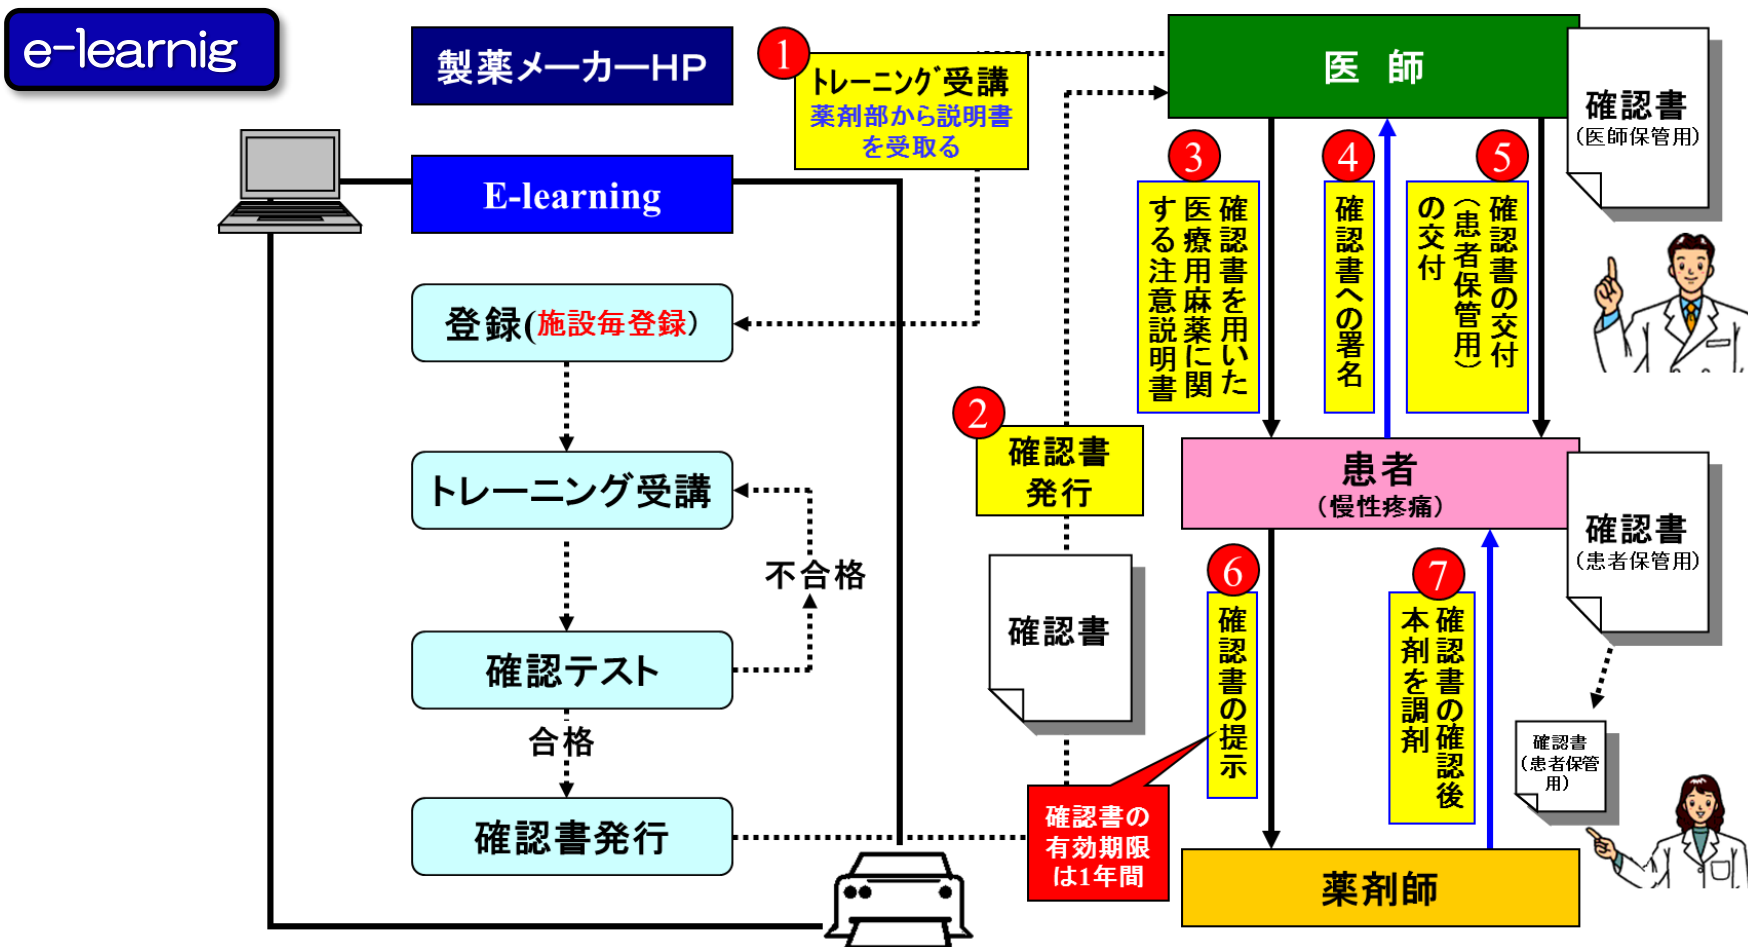 e-learnig
製薬メーカーHP
E-learning
登録(施設毎登録)
トレーニング受講
不合格
確認テスト
合格
確認書発行
1
トレーニング受講
薬剤部から説明書
を受取る
2
確認書
発行
確認書
確認書の
有効期限
は1年間
医 師
確認書
(医師保管用)
3
確認書を用いた
医療用麻薬に関
する注意説明書
4
確認書への署名
5
確認書の交付
(患者保管用)
の交付
患者
(慢性疼痛)
確認書
(患者保管用)
6
確認書の提示
7
確認書の確認後
本剤を調剤
確認書
(患者保管
用)
薬剤師